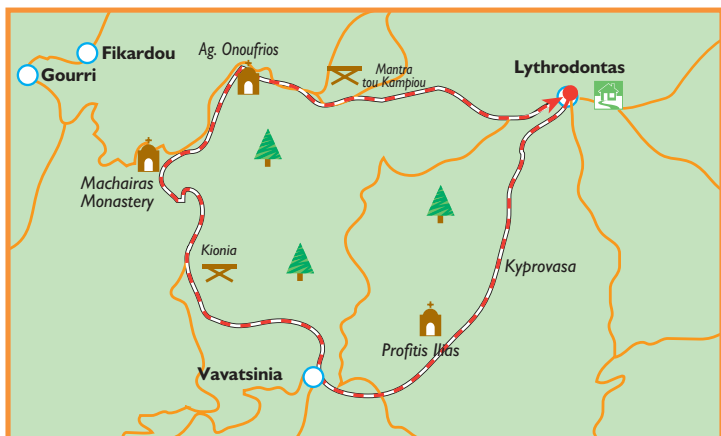 Fikardou
Gourri
Ag. Onoufrios
Mantra
tou Kampiou
Lythrodontas
Machairas
Monastery
Kionia
Kyprovasa
Profitis Ilias
Vavatsinia